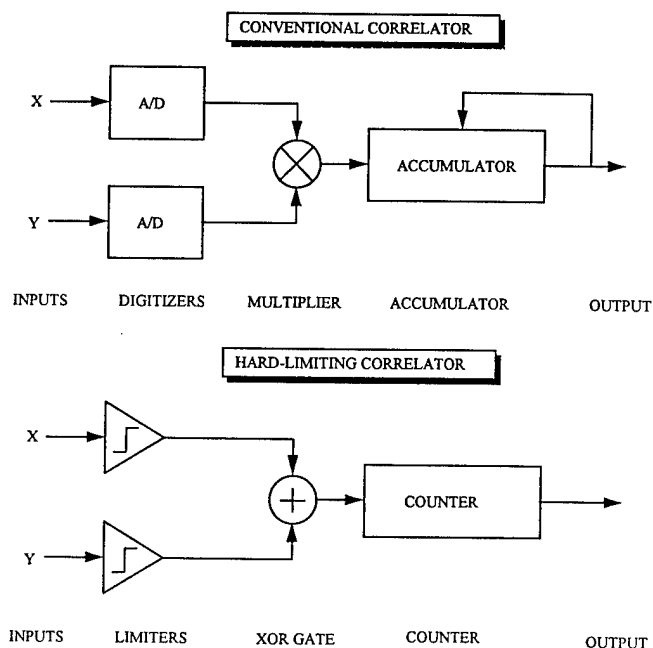 CONVENTIONAL CORRELATOR
X
A/D
ACCUMULATOR
Y
A/D
INPUTS DIGITIZERS MULTIPLIER ACCUMULATOR OUTPUT
HARD-LIMITING CORRELATOR
X
COUNTER
Y
INPUTS LIMITERS XOR GATE COUNTER OUTPUT